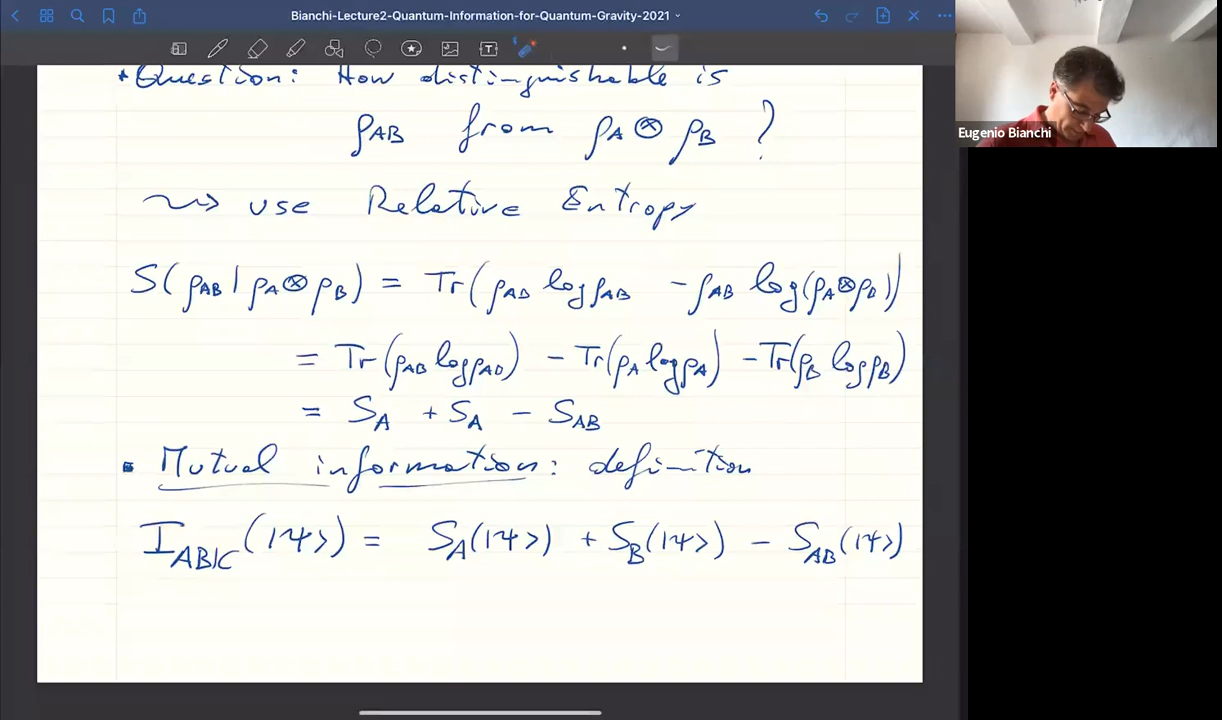 Bianchi-Lecture2-Quantum-Information-for-Quantum-Gravity-2021
Eugenio Bianchi
• Question: How distinguishable is
ρAB from ρA ⊗ ρB ?
⇝ use Relative Entropy
S(ρAB|ρA⊗ρB) = Tr(ρAB log ρAB - ρAB log(ρA⊗ρB))
= Tr(ρAB log ρAB) - Tr(ρA log ρA) - Tr(ρB log ρB)
= SA + SA - SAB
▪ Mutual information: definition
IAB|C(|ψ>) = SA(|ψ>) + SB(|ψ>) - SAB(|ψ>)